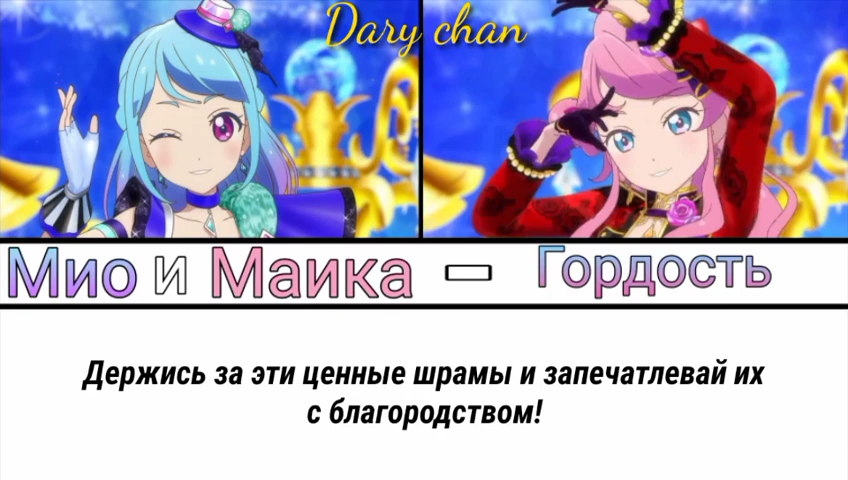 Dary chan
Мио и Маика - Гордость
Держись за эти ценные шрамы и запечатлевай их
с благородством!